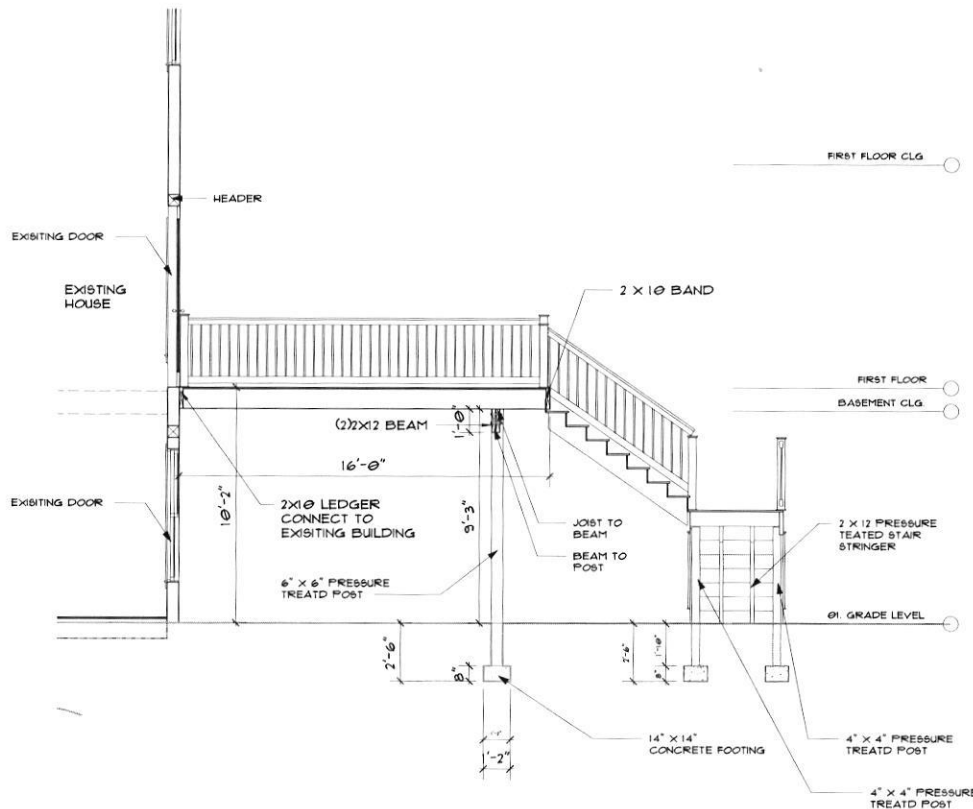 FIRST FLOOR CLG.
HEADER
EXISITING DOOR
EXISTING
HOUSE
2 X 10 BAND
FIRST FLOOR
BASEMENT CLG.
(2)2X12 BEAM
1'-0"
16'-0"
10'-2"
9'-3"
EXISITING DOOR
2X10 LEDGER
CONNECT TO
EXISITING BUILDING
JOIST TO
BEAM
BEAM TO
POST
2 X 12 PRESSURE
TEATED STAIR
STRINGER
6" X 6" PRESSURE
TREATD POST
01. GRADE LEVEL
2'-6"
8"
2'-6"
1'-10"
8"
1'-2"
14" X 14"
CONCRETE FOOTING
4" X 4" PRESSURE
TREATD POST
4" X 4" PRESSURE
TREATD POST